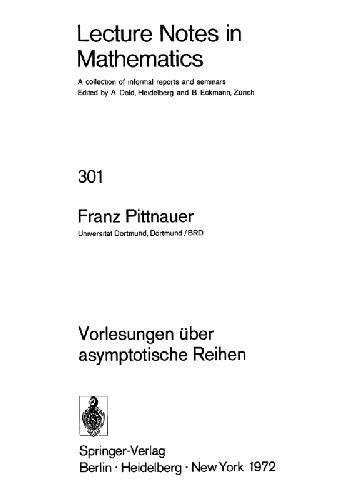 Lecture Notes in
Mathematics
A collection of informal reports and seminars
Edited by A. Dold, Heidelberg and B. Eckmann, Zürich
301
Franz Pittnauer
Universität Dortmund, Dortmund/BRD
Vorlesungen über
asymptotische Reihen
Springer-Verlag
Berlin · Heidelberg · New York 1972